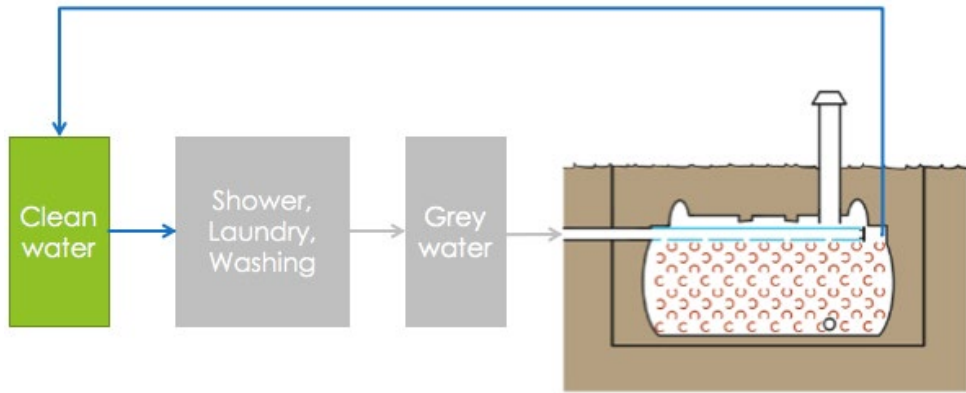 Clean
water
Shower,
Laundry,
Washing
Grey
water